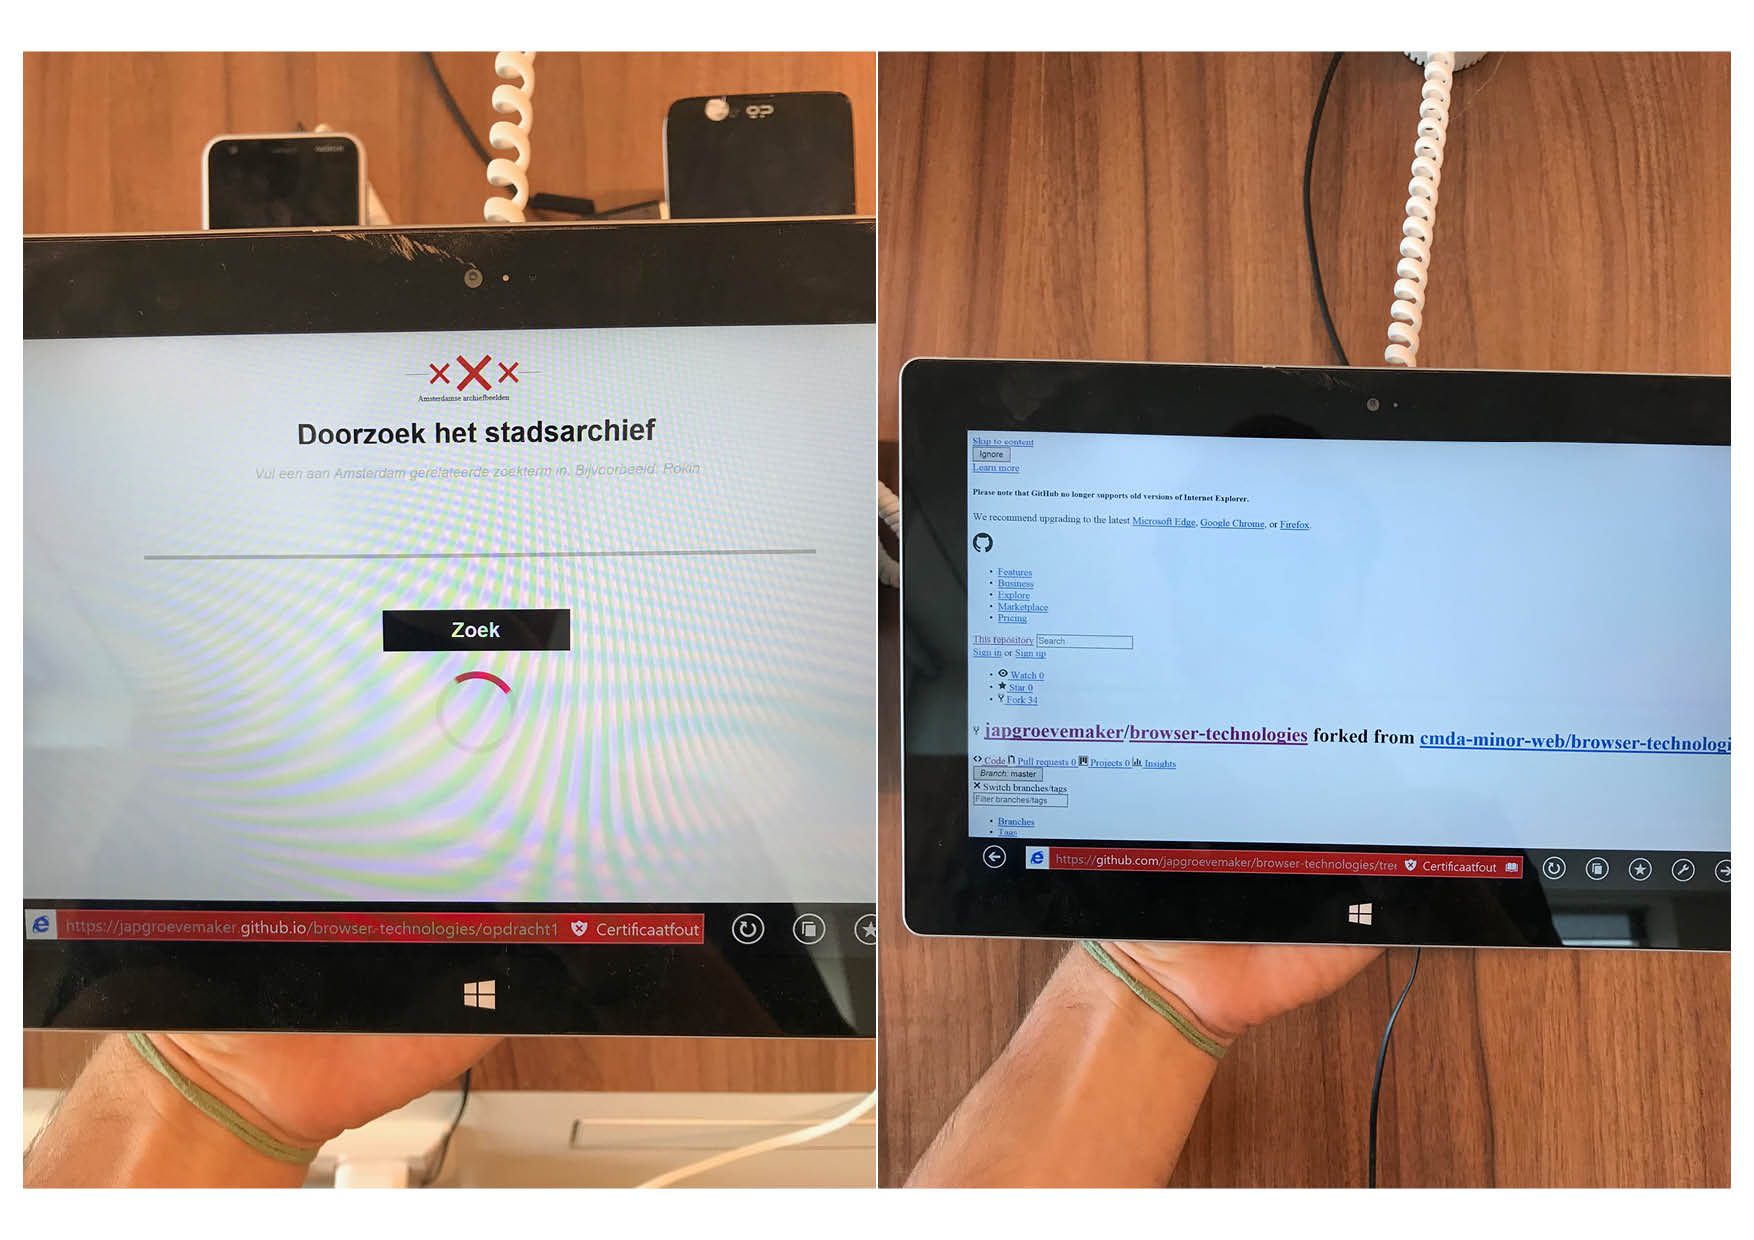 NOKIA
Amsterdamse archiefbeelden
Doorzoek het stadsarchief
Vul een aan Amsterdam gerelateerde zoekterm in. Bijvoorbeeld: Rokin
Zoek
https://japgroevemaker.github.io/browser-technologies/opdracht1 Certificaatfout
Skip to content
Ignore
Learn more
Please note that GitHub no longer supports old versions of Internet Explorer.
We recommend upgrading to the latest Microsoft Edge, Google Chrome, or Firefox.
Features
Business
Explore
Marketplace
Pricing
This repository Search
Sign in or Sign up
Watch 0
Star 0
Fork 34
japgroevemaker/browser-technologies forked from cmda-minor-web/browser-technologi
Code Pull requests 0 Projects 0 Insights
Branch: master
Switch branches/tags
Filter branches/tags
Branches
Tags
https://github.com/japgroevemaker/browser-technologies/tree Certificaatfout